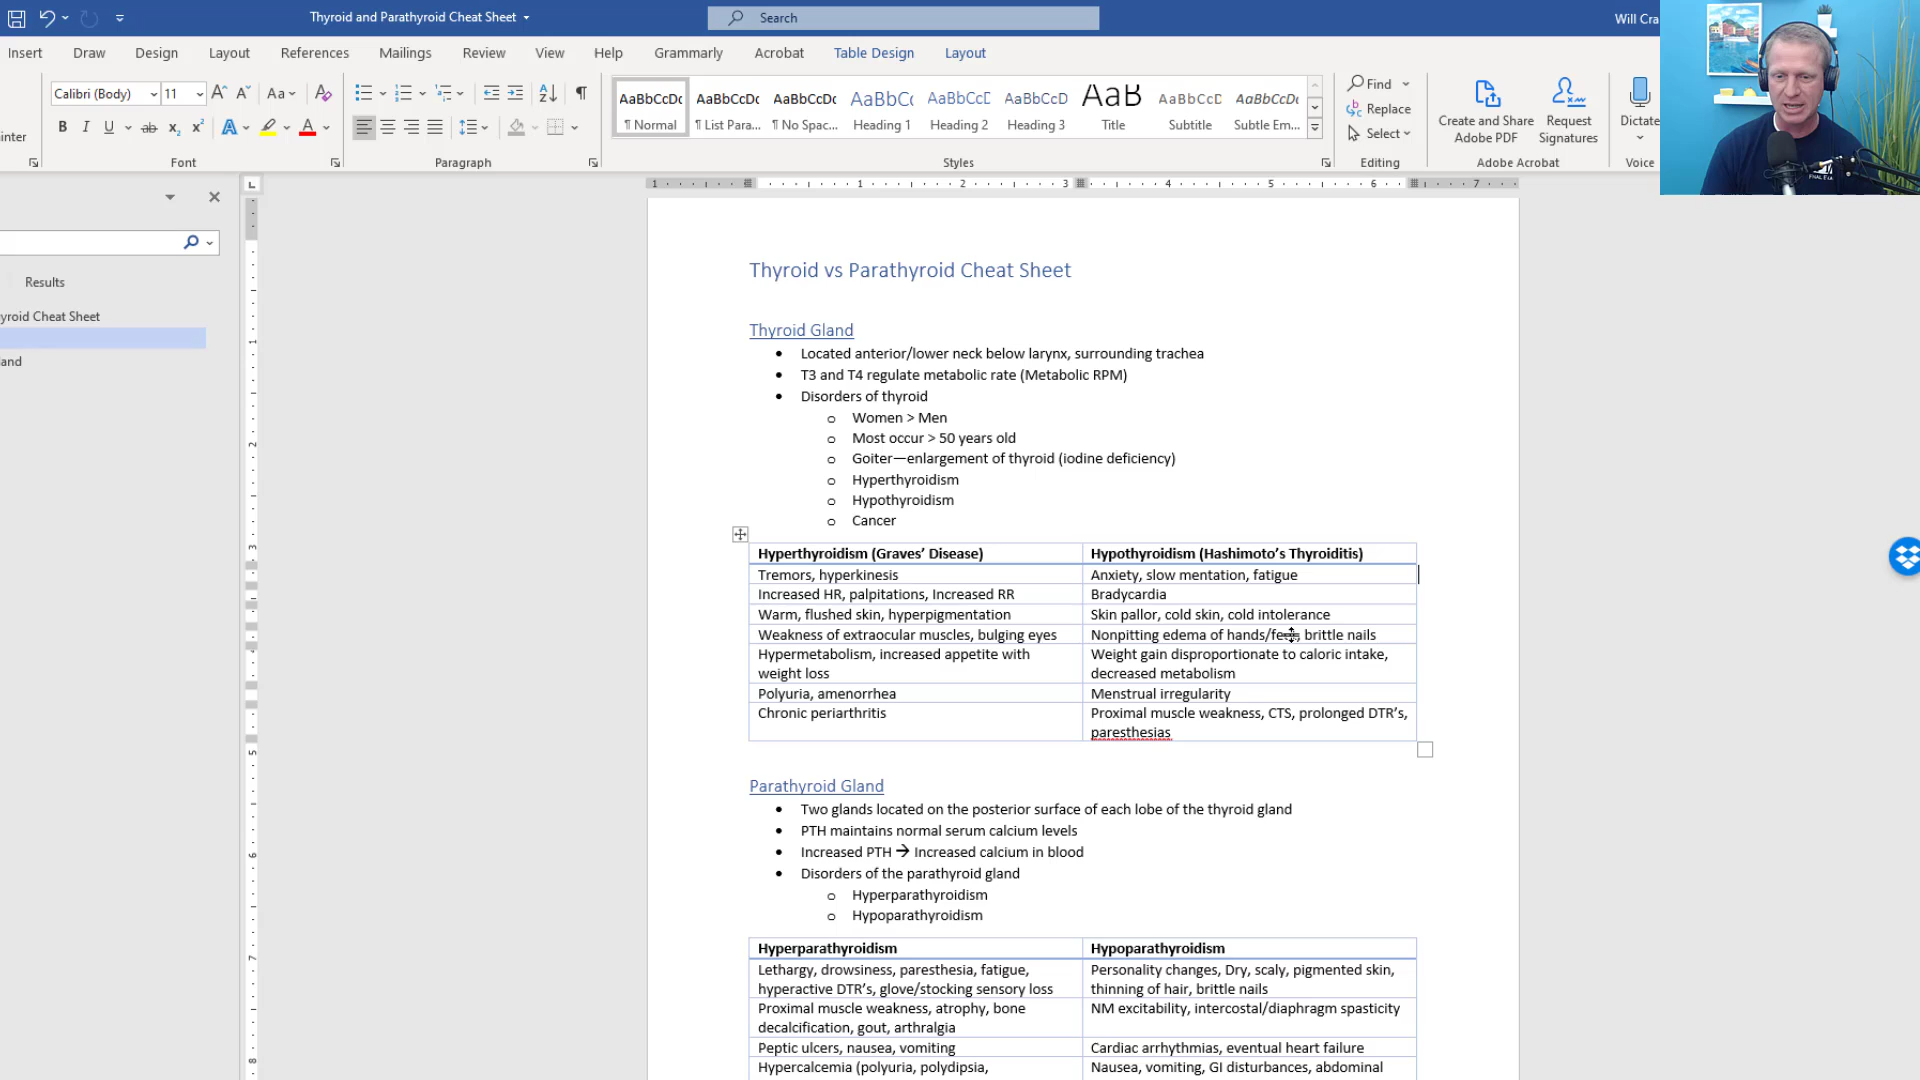 Thyroid and Parathyroid Cheat Sheet
Search
Will Cra
Insert Draw Design Layout References Mailings Review View Help Grammarly Acrobat Table Design Layout
Calibri (Body) 11
Find
Replace
Select
inter
AaBbCcDc AaBbCcDc AaBbCcDc AaBbCc AaBbCcD AaBbCcD AaB AaBbCcD AaBbCcDc
¶ Normal ¶ List Para... ¶ No Spac... Heading 1 Heading 2 Heading 3 Title Subtitle Subtle Em...
Create and Share Adobe PDF
Request Signatures
Dictate
Font Paragraph Styles Editing Adobe Acrobat Voice
Results
yroid Cheat Sheet
and
Thyroid vs Parathyroid Cheat Sheet
Thyroid Gland
• Located anterior/lower neck below larynx, surrounding trachea
• T3 and T4 regulate metabolic rate (Metabolic RPM)
• Disorders of thyroid
o Women > Men
o Most occur > 50 years old
o Goiter—enlargement of thyroid (iodine deficiency)
o Hyperthyroidism
o Hypothyroidism
o Cancer
Hyperthyroidism (Graves’ Disease) Hypothyroidism (Hashimoto’s Thyroiditis)
Tremors, hyperkinesis Anxiety, slow mentation, fatigue
Increased HR, palpitations, Increased RR Bradycardia
Warm, flushed skin, hyperpigmentation Skin pallor, cold skin, cold intolerance
Weakness of extraocular muscles, bulging eyes Nonpitting edema of hands/feet, brittle nails
Hypermetabolism, increased appetite with weight loss Weight gain disproportionate to caloric intake, decreased metabolism
Polyuria, amenorrhea Menstrual irregularity
Chronic periarthritis Proximal muscle weakness, CTS, prolonged DTR’s, paresthesias
Parathyroid Gland
• Two glands located on the posterior surface of each lobe of the thyroid gland
• PTH maintains normal serum calcium levels
• Increased PTH → Increased calcium in blood
• Disorders of the parathyroid gland
o Hyperparathyroidism
o Hypoparathyroidism
Hyperparathyroidism Hypoparathyroidism
Lethargy, drowsiness, paresthesia, fatigue, hyperactive DTR’s, glove/stocking sensory loss Personality changes, Dry, scaly, pigmented skin, thinning of hair, brittle nails
Proximal muscle weakness, atrophy, bone decalcification, gout, arthralgia NM excitability, intercostal/diaphragm spasticity
Peptic ulcers, nausea, vomiting Cardiac arrhythmias, eventual heart failure
Hypercalcemia (polyuria, polydipsia, Nausea, vomiting, GI disturbances, abdominal